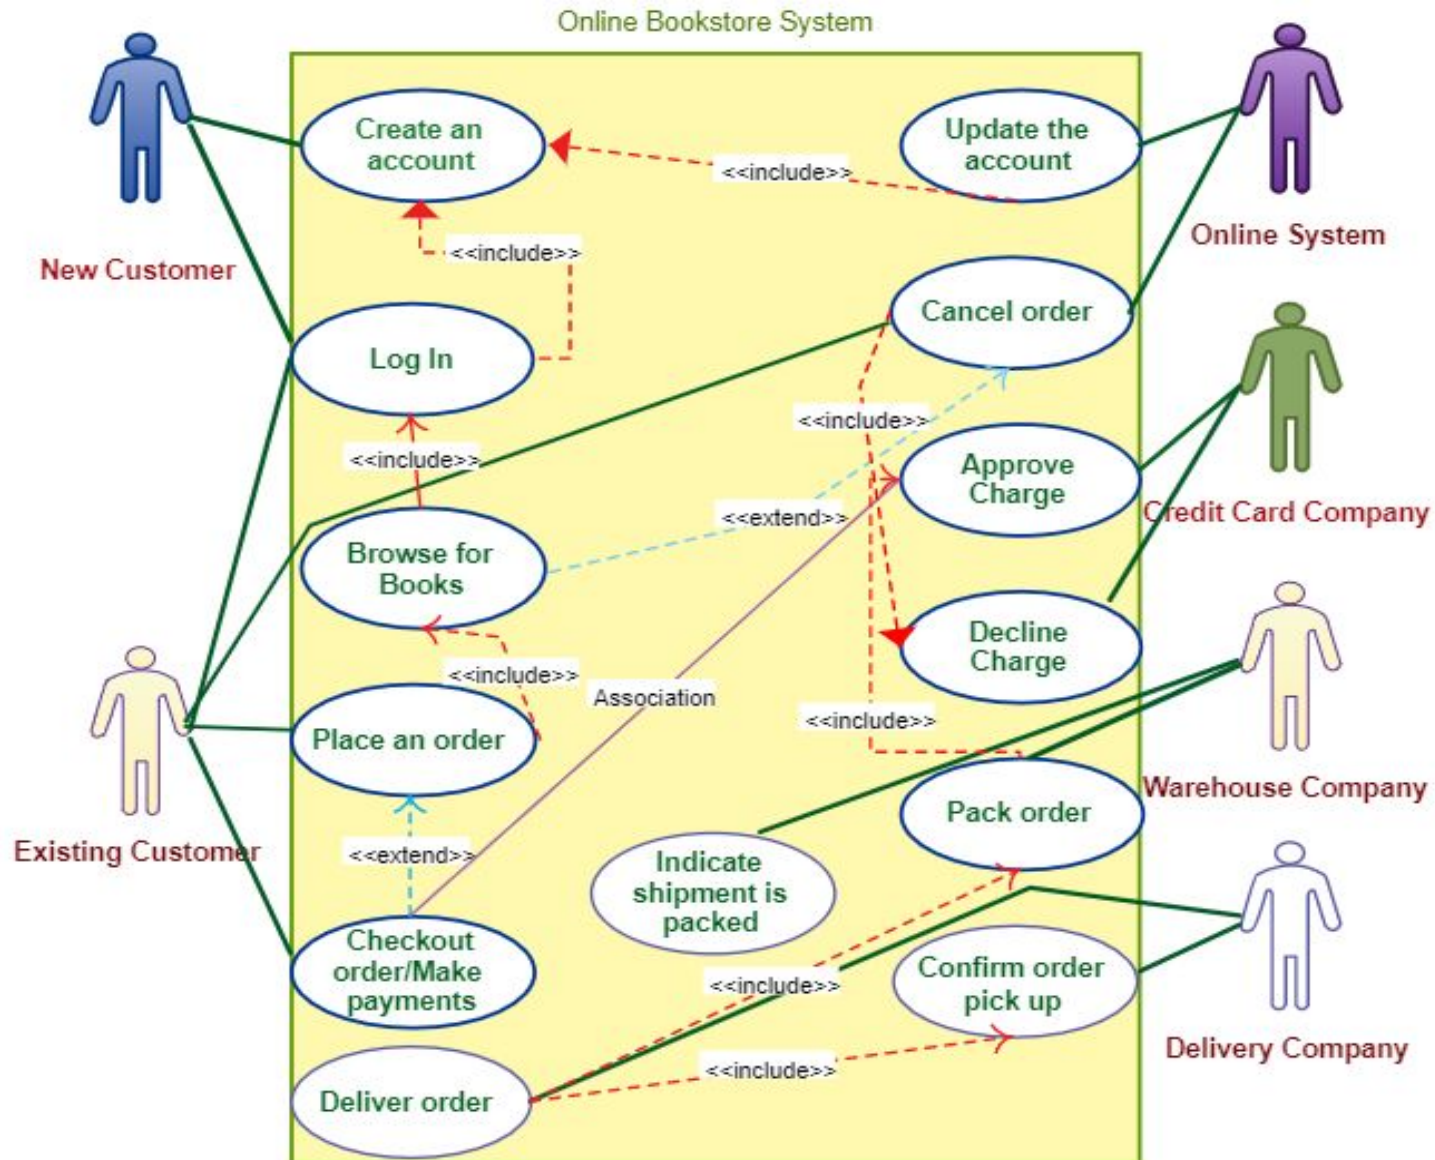 Online Bookstore System
Create an
account
Update the
account
<<include>>
Online System
New Customer
<<include>>
Cancel order
Log In
<<include>>
<<include>>
Approve
Charge
Credit Card Company
<<extend>>
Browse for
Books
Decline
Charge
<<include>>
Association
<<include>>
Place an order
Warehouse Company
Pack order
Existing Customer
<<extend>>
Indicate
shipment is
packed
Checkout
order/Make
payments
<<include>>
Confirm order
pick up
Delivery Company
<<include>>
Deliver order